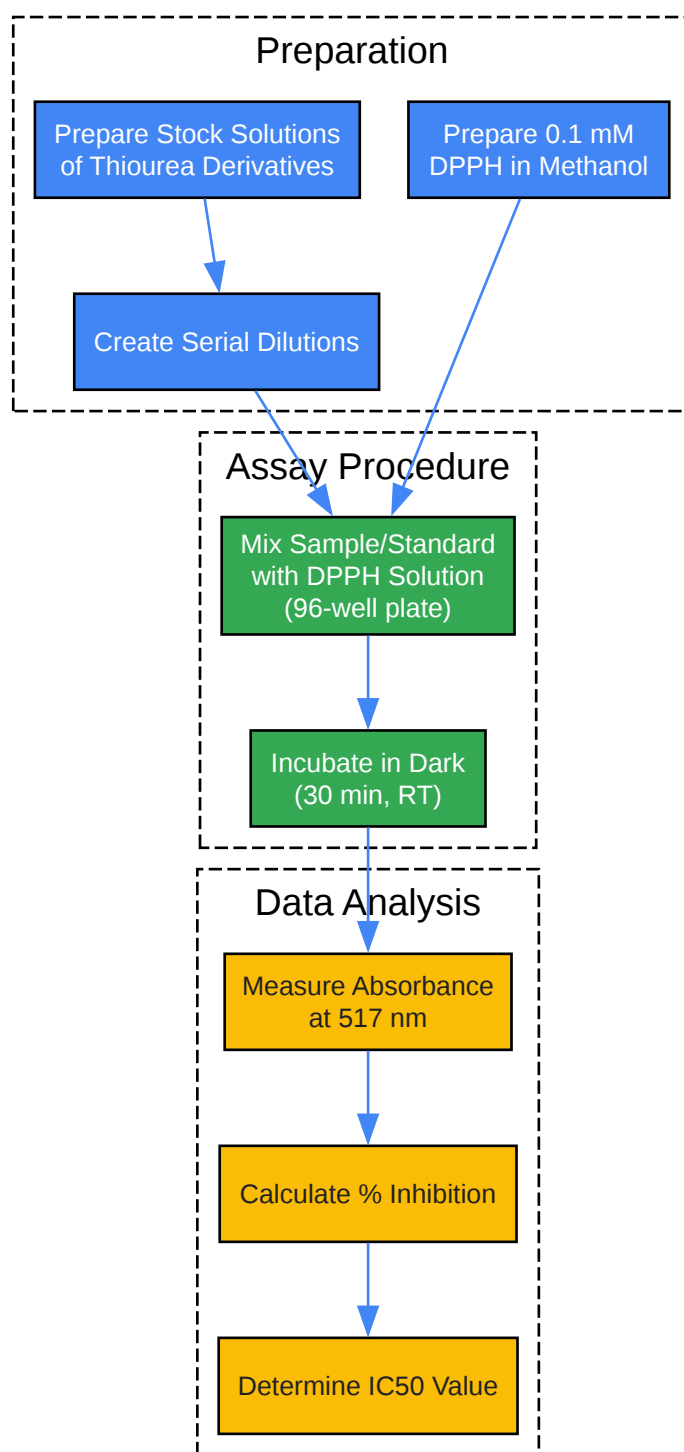 Preparation
Prepare Stock Solutions
of Thiourea Derivatives
Prepare 0.1 mM
DPPH in Methanol
Create Serial Dilutions
Assay Procedure
Mix Sample/Standard
with DPPH Solution
(96-well plate)
Incubate in Dark
(30 min, RT)
Data Analysis
Measure Absorbance
at 517 nm
Calculate % Inhibition
Determine IC50 Value